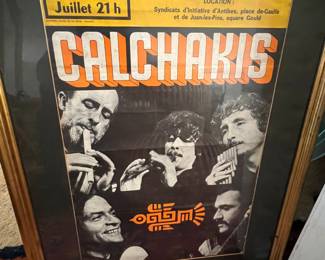 Juillet 21 h
LOCATION :
Syndicats d'Initiative d'Antibes, place de-Gaulle
et de Juan-les-Pins, square Gould
CALCHAKIS